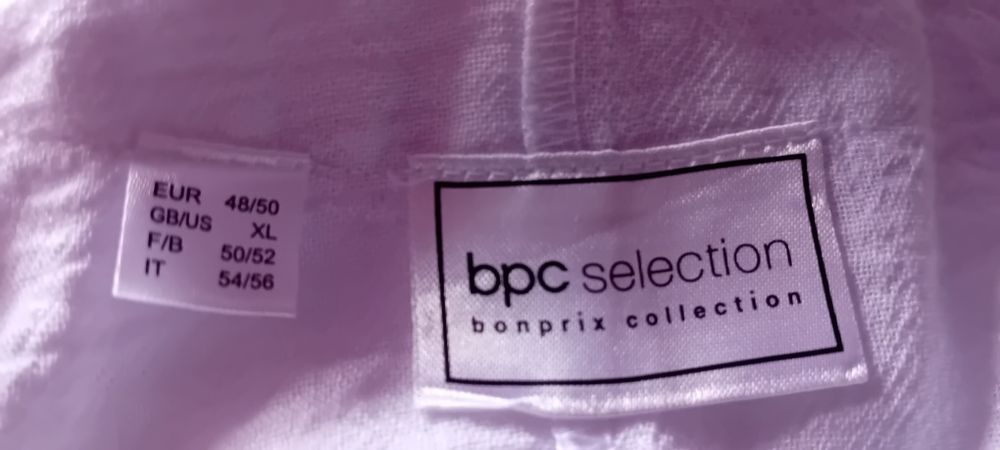 EUR 48/50
GB/US XL
F/B 50/52
IT 54/56
bpc selection
bonprix collection